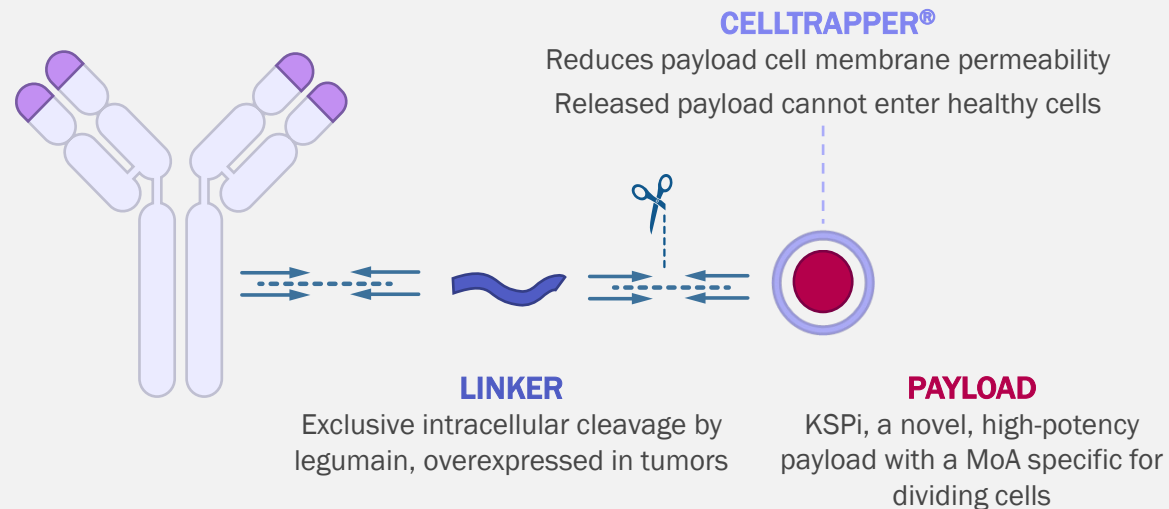 CELLTRAPPER®
Reduces payload cell membrane permeability
Released payload cannot enter healthy cells
LINKER
Exclusive intracellular cleavage by
legumain, overexpressed in tumors
PAYLOAD
KSPi, a novel, high-potency
payload with a MoA specific for
dividing cells